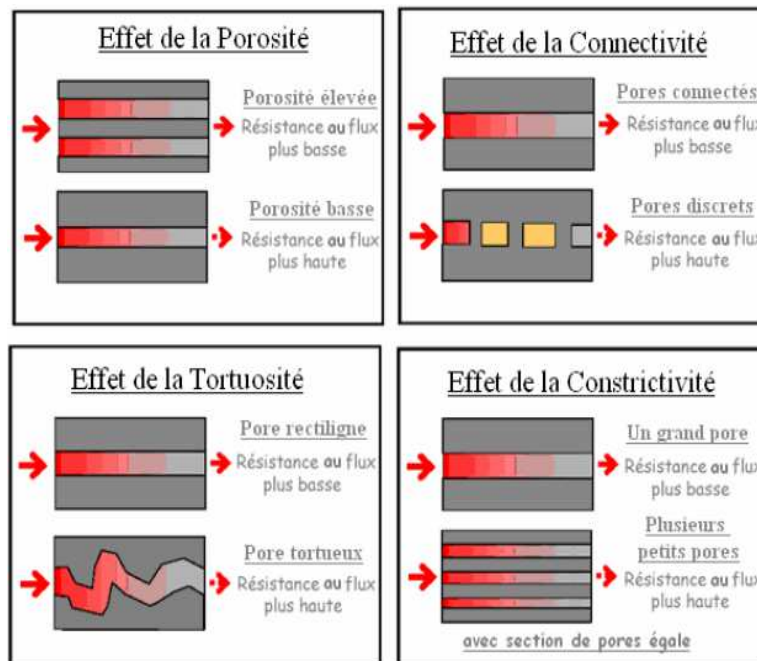 Effet de la Porosité
Porosité élevée
Résistance au flux
plus basse
Porosité basse
Résistance au flux
plus haute
Effet de la Connectivité
Pores connectés
Résistance au flux
plus basse
Pores discrets
Résistance au flux
plus haute
Effet de la Tortuosité
Pore rectiligne
Résistance au flux
plus basse
Pore tortueux
Résistance au flux
plus haute
Effet de la Constrictivité
Un grand pore
Résistance au flux
plus basse
Plusieurs
petits pores
Résistance au flux
plus haute
avec section de pores égale